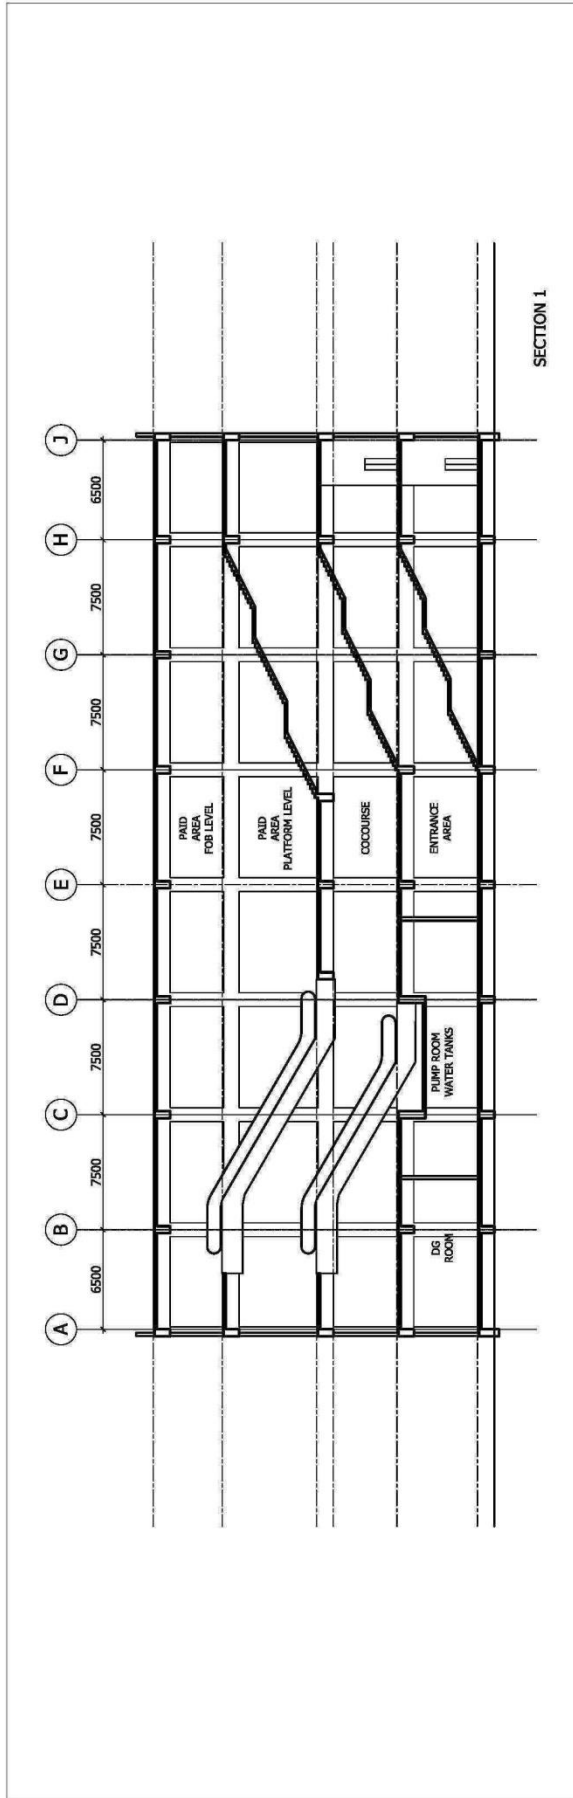 A
B
C
D
E
F
G
H
J
6500
7500
7500
7500
7500
7500
7500
6500
PAID
AREA
FOB LEVEL
PAID
AREA
PLATFORM LEVEL
COCOURSE
DG
ROOM
PUMP ROOM
WATER TANKS
ENTRANCE
AREA
SECTION 1